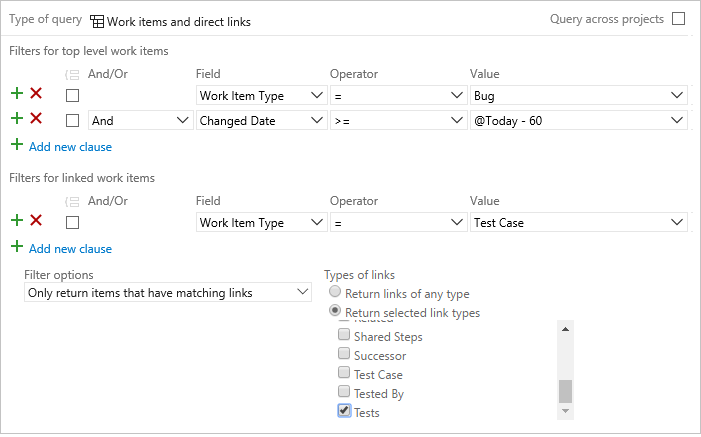 Type of query Work items and direct links Query across projects
Filters for top level work items
And/Or Field Operator Value
Work Item Type = Bug
And Changed Date >= @Today - 60
Add new clause
Filters for linked work items
And/Or Field Operator Value
Work Item Type = Test Case
Add new clause
Filter options Types of links
Only return items that have matching links Return links of any type
Return selected link types
Related
Shared Steps
Successor
Test Case
Tested By
Tests